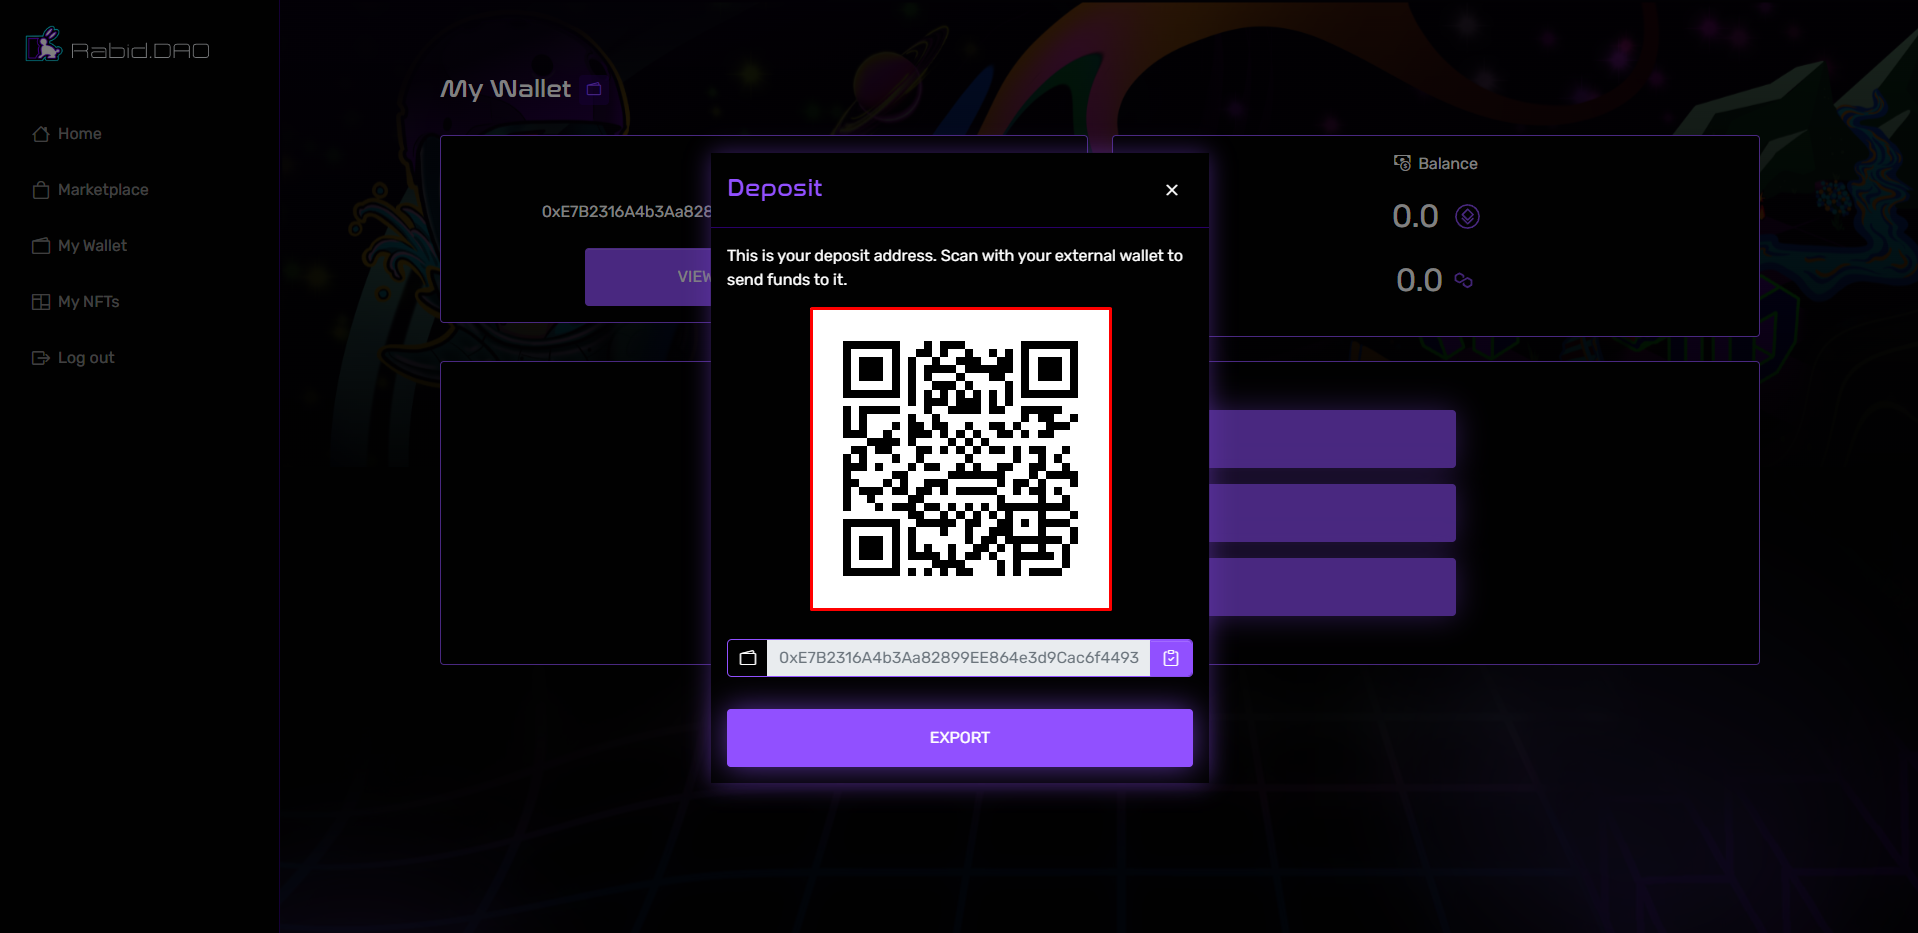 Rabid.DAO
Home
Marketplace
My Wallet
My NFTs
Log out
My Wallet
0xE7B2316A4b3Aa828
VIEW
Balance
0.0
0.0
Deposit
This is your deposit address. Scan with your external wallet to
send funds to it.
0xE7B2316A4b3Aa82899EE864e3d9Cac6f4493
EXPORT